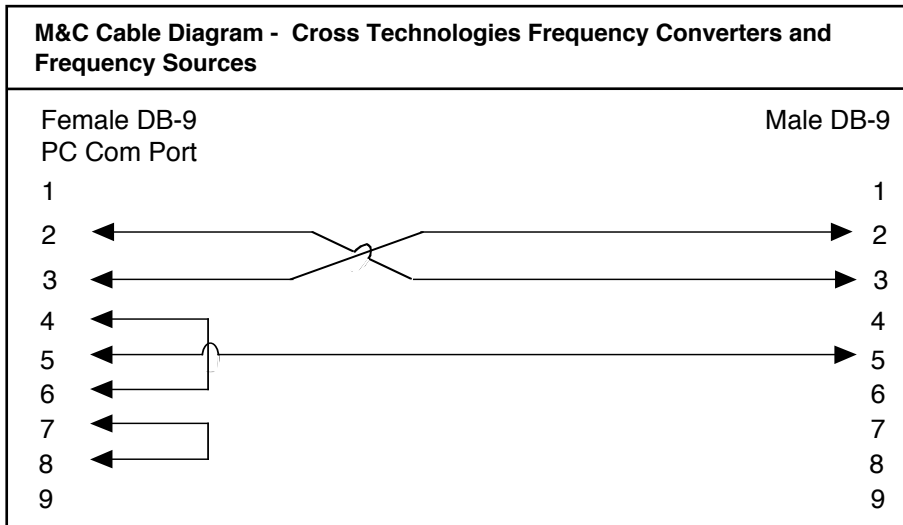 M&C Cable Diagram - Cross Technologies Frequency Converters and
Frequency Sources
Female DB-9 Male DB-9
PC Com Port
1 1
2 2
3 3
4 4
5 5
6 6
7 7
8 8
9 9